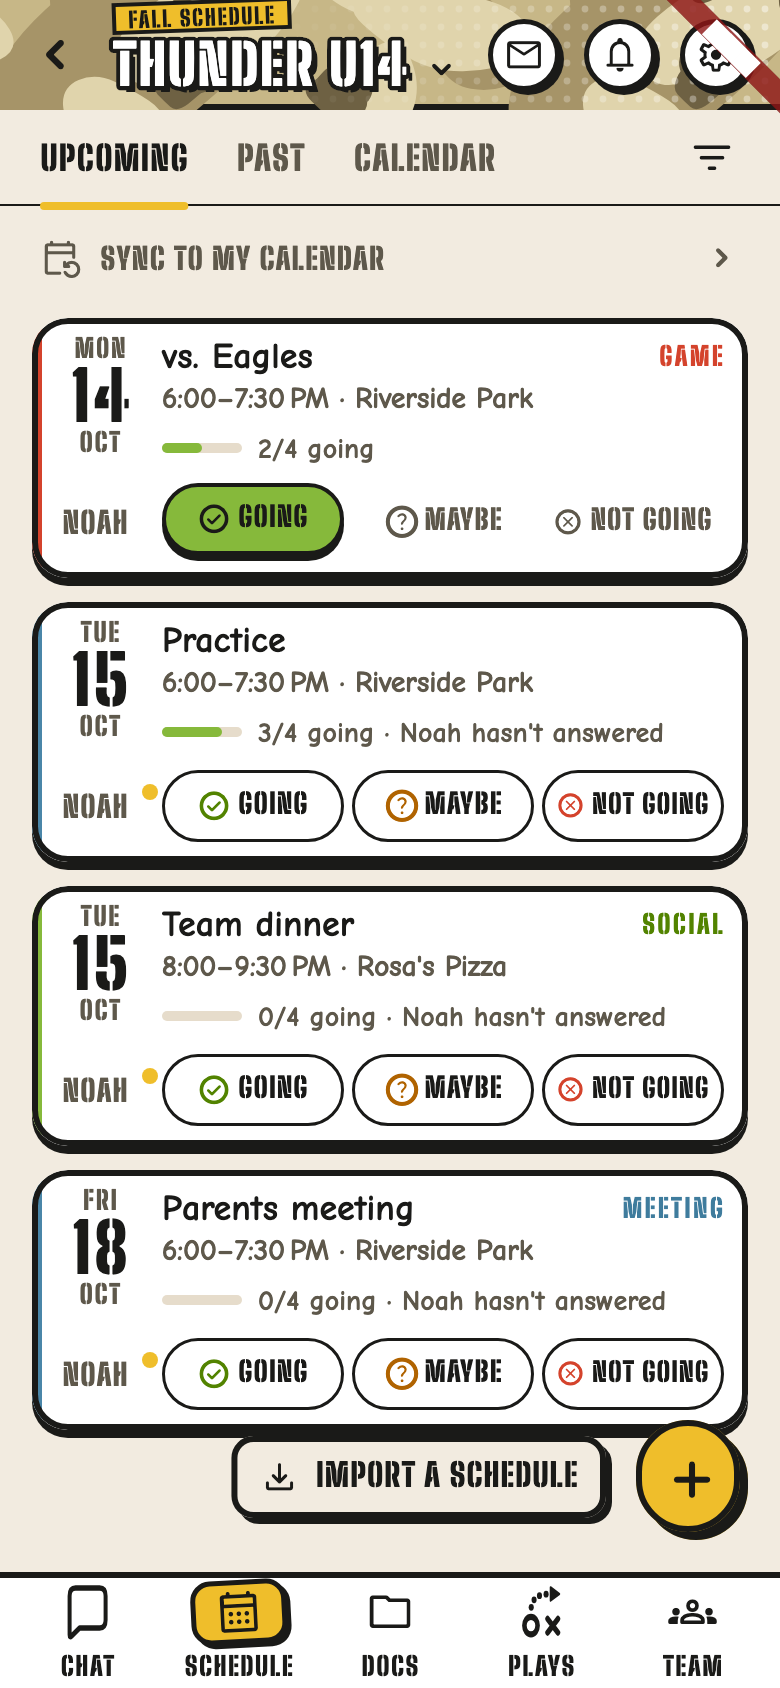 FALL SCHEDULE
THUNDER U14
UPCOMING PAST CALENDAR
SYNC TO MY CALENDAR
MON
14
OCT
vs. Eagles
GAME
6:00–7:30 PM · Riverside Park
2/4 going
NOAH
GOING
MAYBE
NOT GOING
TUE
15
OCT
Practice
6:00–7:30 PM · Riverside Park
3/4 going · Noah hasn't answered
NOAH
GOING
MAYBE
NOT GOING
TUE
15
OCT
Team dinner
SOCIAL
8:00–9:30 PM · Rosa's Pizza
0/4 going · Noah hasn't answered
NOAH
GOING
MAYBE
NOT GOING
FRI
18
OCT
Parents meeting
MEETING
6:00–7:30 PM · Riverside Park
0/4 going · Noah hasn't answered
NOAH
GOING
MAYBE
NOT GOING
IMPORT A SCHEDULE
CHAT
SCHEDULE
DOCS
PLAYS
TEAM